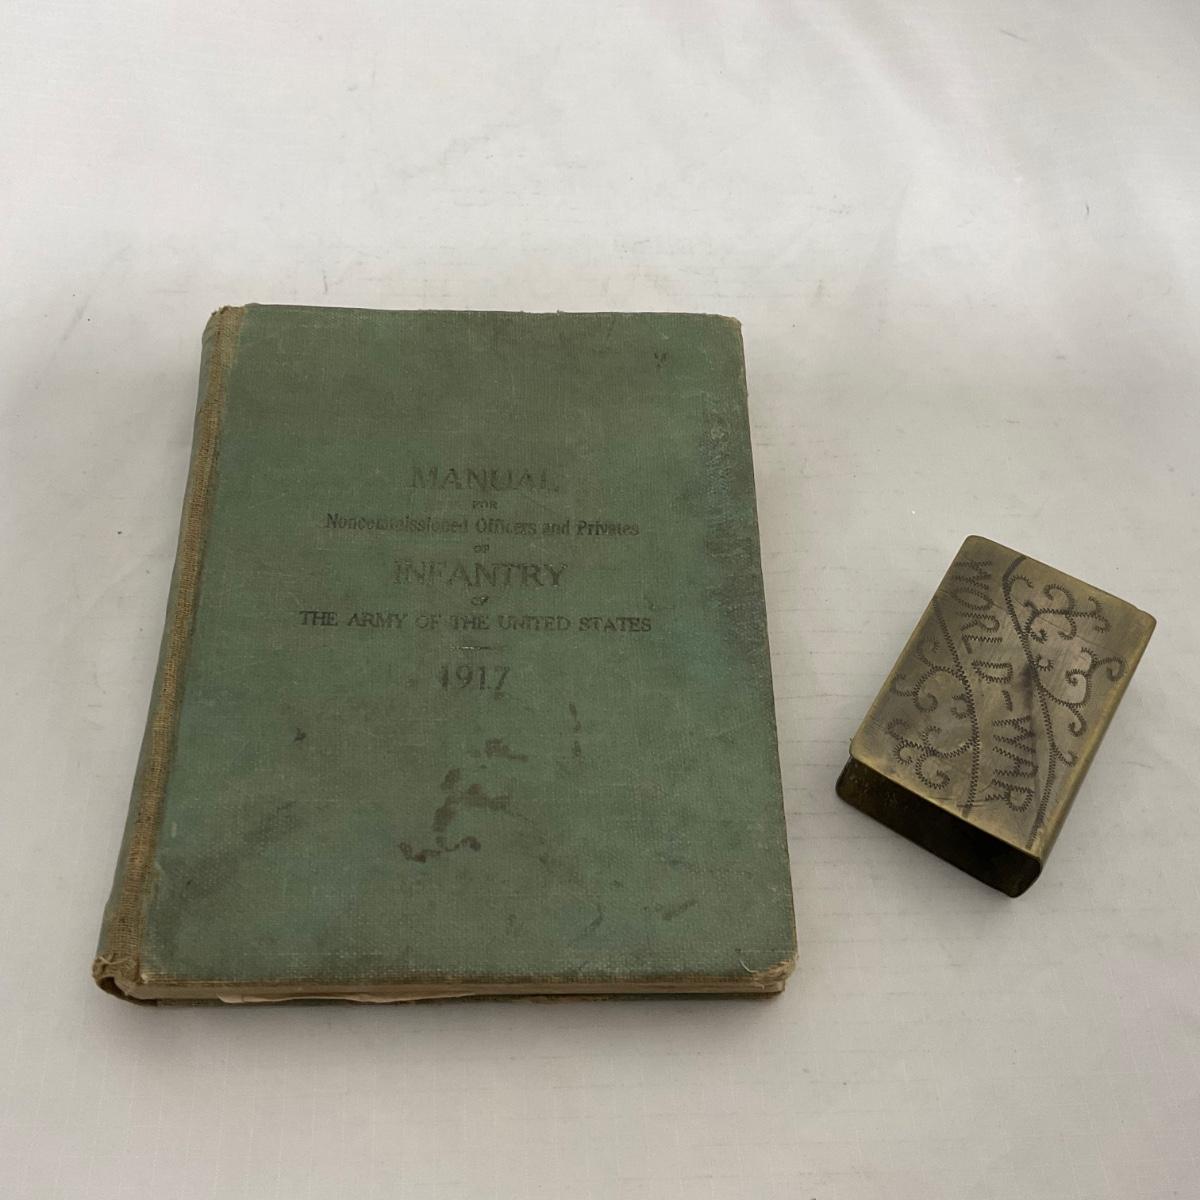 MANUAL
FOR
Noncommissioned Officers and Privates
OF
INFANTRY
OF
THE ARMY OF THE UNITED STATES
1917
WORLD-WAR